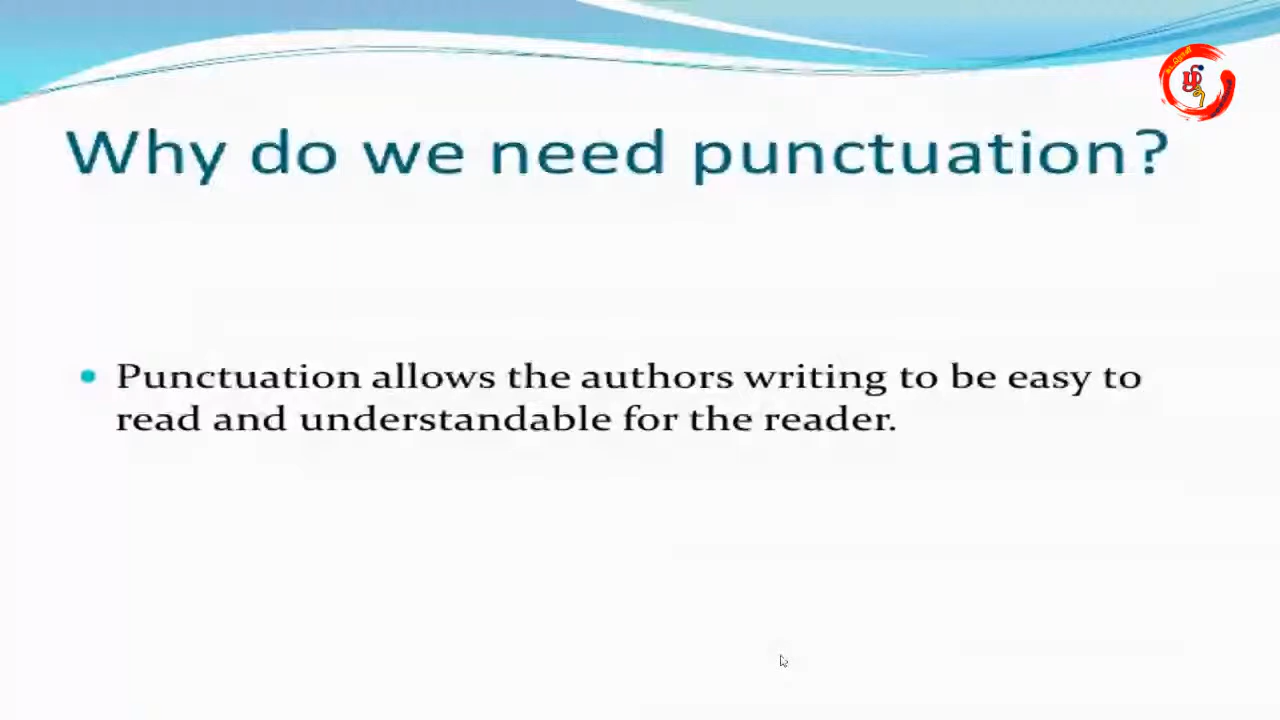 Why do we need punctuation?
Punctuation allows the authors writing to be easy to
read and understandable for the reader.